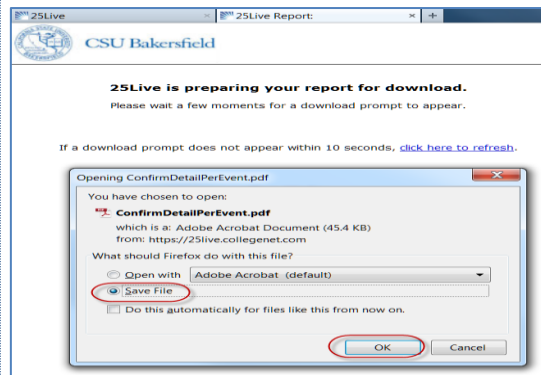 25Live × 25Live Report: × +
CSU Bakersfield
25Live is preparing your report for download.
Please wait a few moments for a download prompt to appear.
If a download prompt does not appear within 10 seconds, click here to refresh.
Opening ConfirmDetailPerEvent.pdf
You have chosen to open:
ConfirmDetailPerEvent.pdf
which is a: Adobe Acrobat Document (45.4 KB)
from: https://25live.collegenet.com
What should Firefox do with this file?
Open with Adobe Acrobat (default)
Save File
Do this automatically for files like this from now on.
OK Cancel